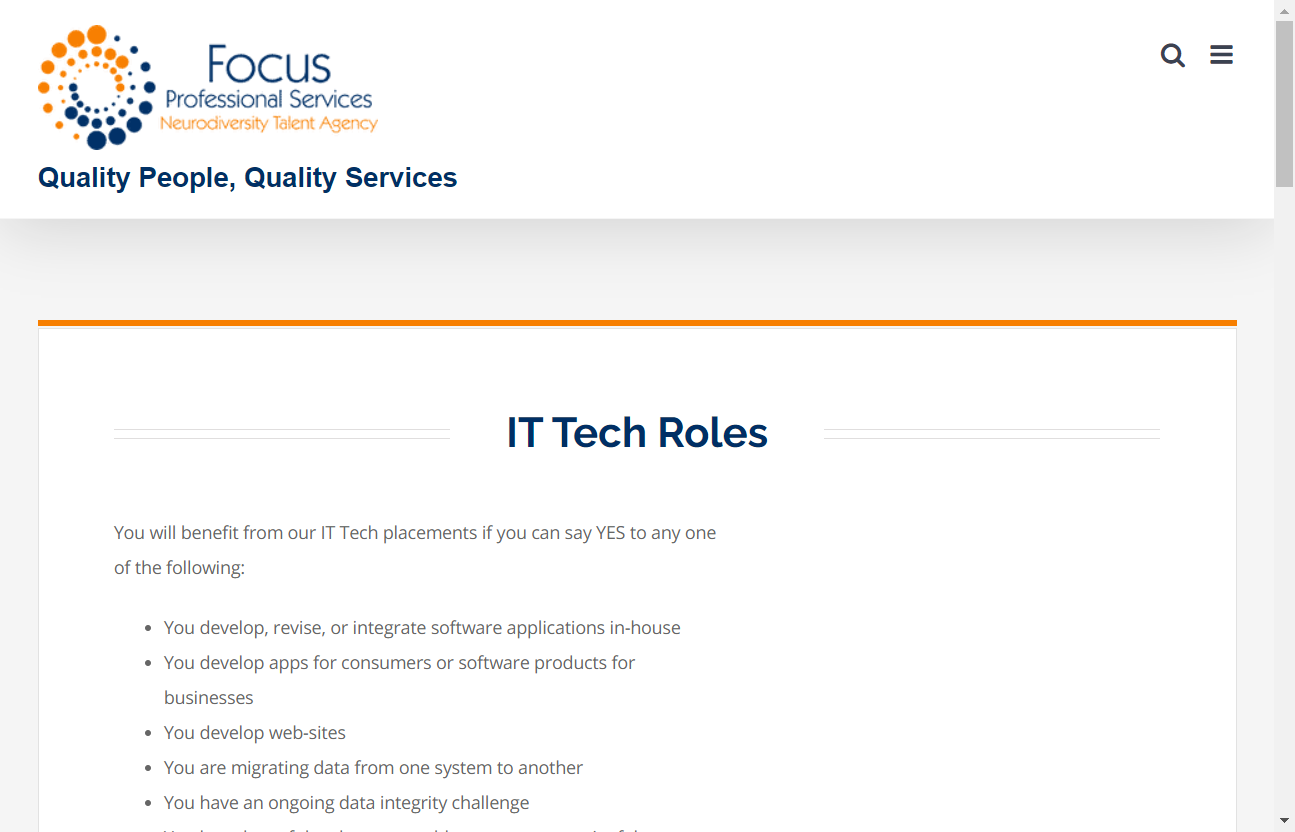 Focus
Professional Services
Neurodiversity Talent Agency
Quality People, Quality Services
IT Tech Roles
You will benefit from our IT Tech placements if you can say YES to any one
of the following:
• You develop, revise, or integrate software applications in-house
• You develop apps for consumers or software products for
businesses
• You develop web-sites
• You are migrating data from one system to another
• You have an ongoing data integrity challenge